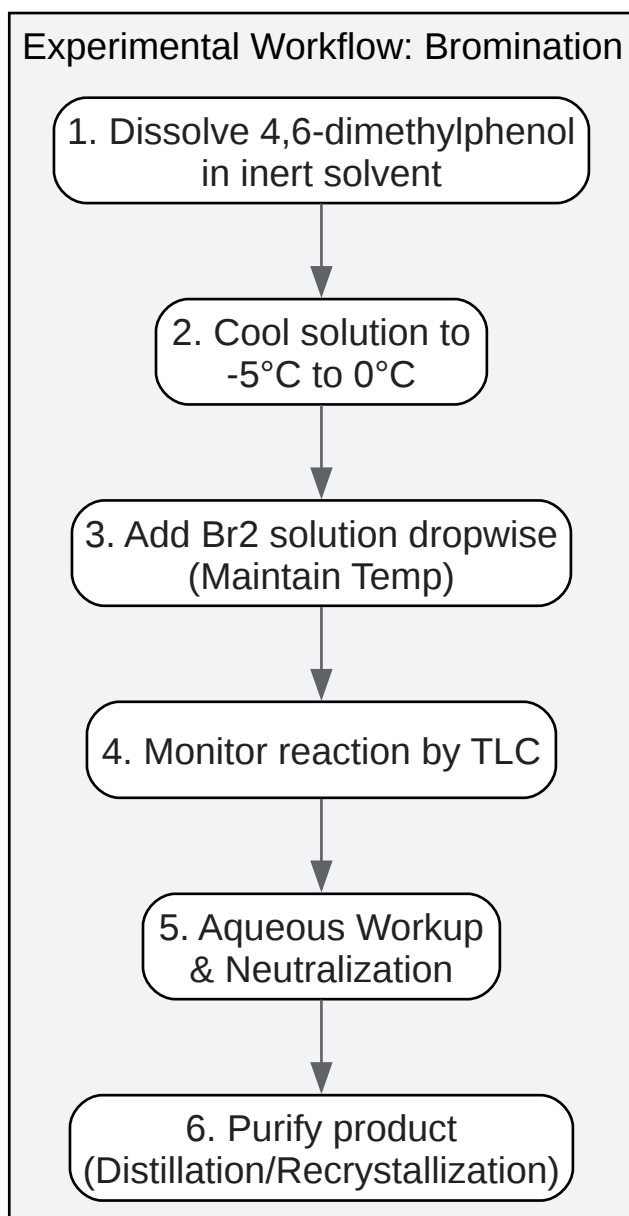 Experimental Workflow: Bromination
1. Dissolve 4,6-dimethylphenol
in inert solvent
2. Cool solution to
-5°C to 0°C
3. Add Br2 solution dropwise
(Maintain Temp)
4. Monitor reaction by TLC
5. Aqueous Workup
& Neutralization
6. Purify product
(Distillation/Recrystallization)